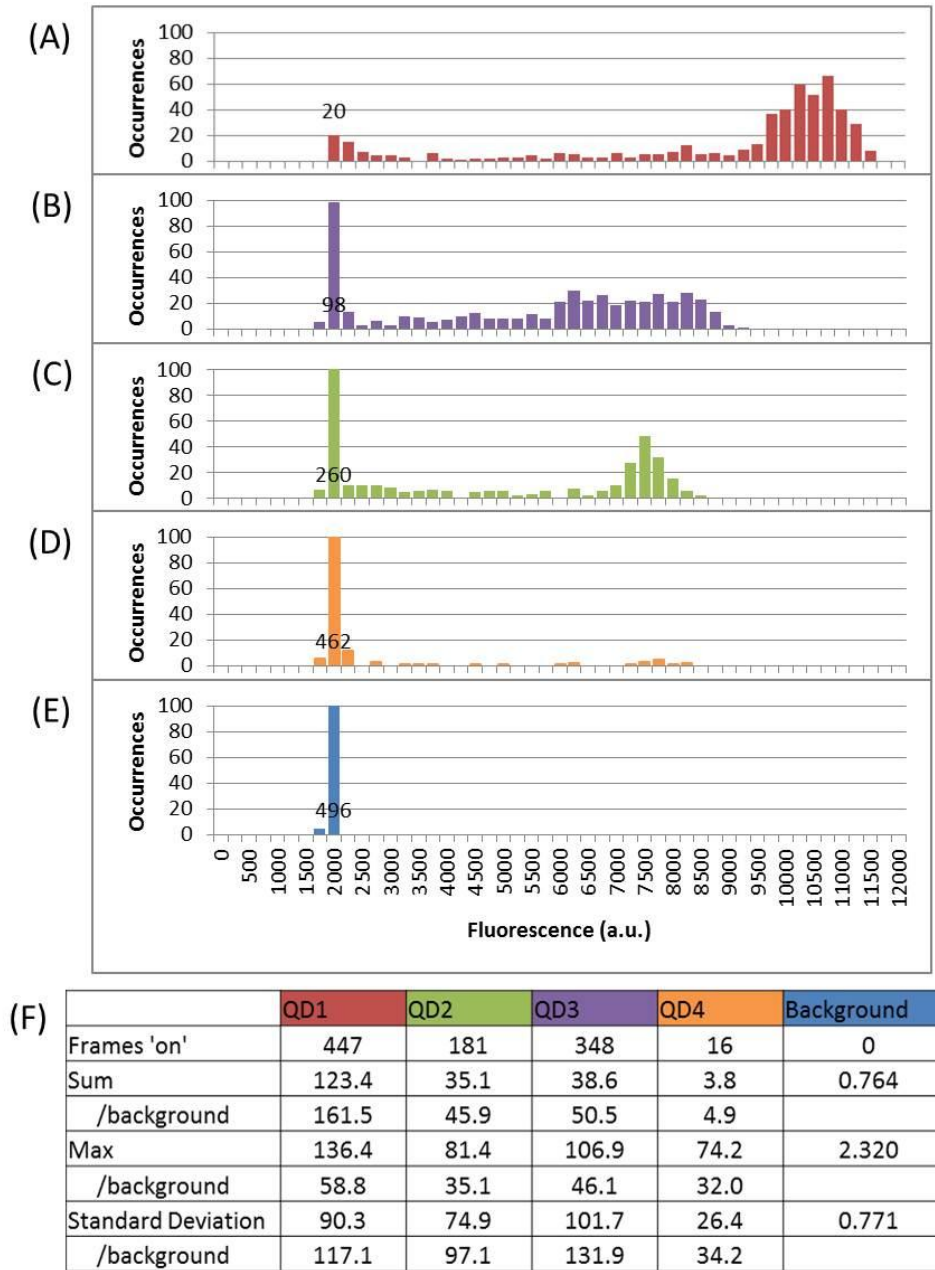 (A)
Occurrences
100
80
60
40
20
0
20
(B)
Occurrences
100
80
60
40
20
0
98
(C)
Occurrences
100
80
60
40
20
0
260
(D)
Occurrences
100
80
60
40
20
0
462
(E)
Occurrences
100
80
60
40
20
0
496
0 500 1000 1500 2000 2500 3000 3500 4000 4500 5000 5500 6000 6500 7000 7500 8000 8500 9000 9500 10000 10500 11000 11500 12000
Fluorescence (a.u.)
(F)
QD1 QD2 QD3 QD4 Background
Frames 'on' 447 181 348 16 0
Sum 123.4 35.1 38.6 3.8 0.764
/background 161.5 45.9 50.5 4.9
Max 136.4 81.4 106.9 74.2 2.320
/background 58.8 35.1 46.1 32.0
Standard Deviation 90.3 74.9 101.7 26.4 0.771
/background 117.1 97.1 131.9 34.2